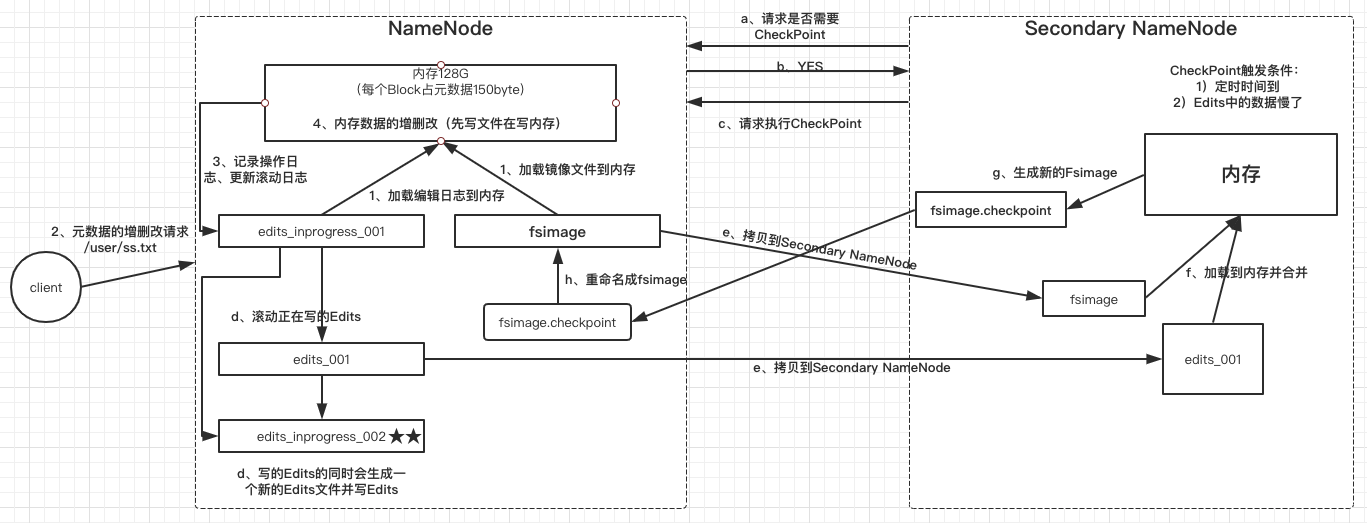 NameNode
内存128G
（每个Block占元数据150byte）
4、内存数据的增删改（先写文件在写内存）
3、记录操作日
志、更新滚动日志
1、加载编辑日志到内存
1、加载镜像文件到内存
edits_inprogress_001
fsimage
2、元数据的增删改请求
/user/ss.txt
client
d、滚动正在写的Edits
h、重命名成fsimage
fsimage.checkpoint
edits_001
edits_inprogress_002★★
d、写的Edits的同时会生成一
个新的Edits文件并写Edits
a、请求是否需要
CheckPoint
b、YES
c、请求执行CheckPoint
e、拷贝到Secondary NameNode
e、拷贝到Secondary NameNode
Secondary NameNode
CheckPoint触发条件：
1）定时时间到
2）Edits中的数据慢了
内存
g、生成新的Fsimage
fsimage.checkpoint
f、加载到内存并合并
fsimage
edits_001